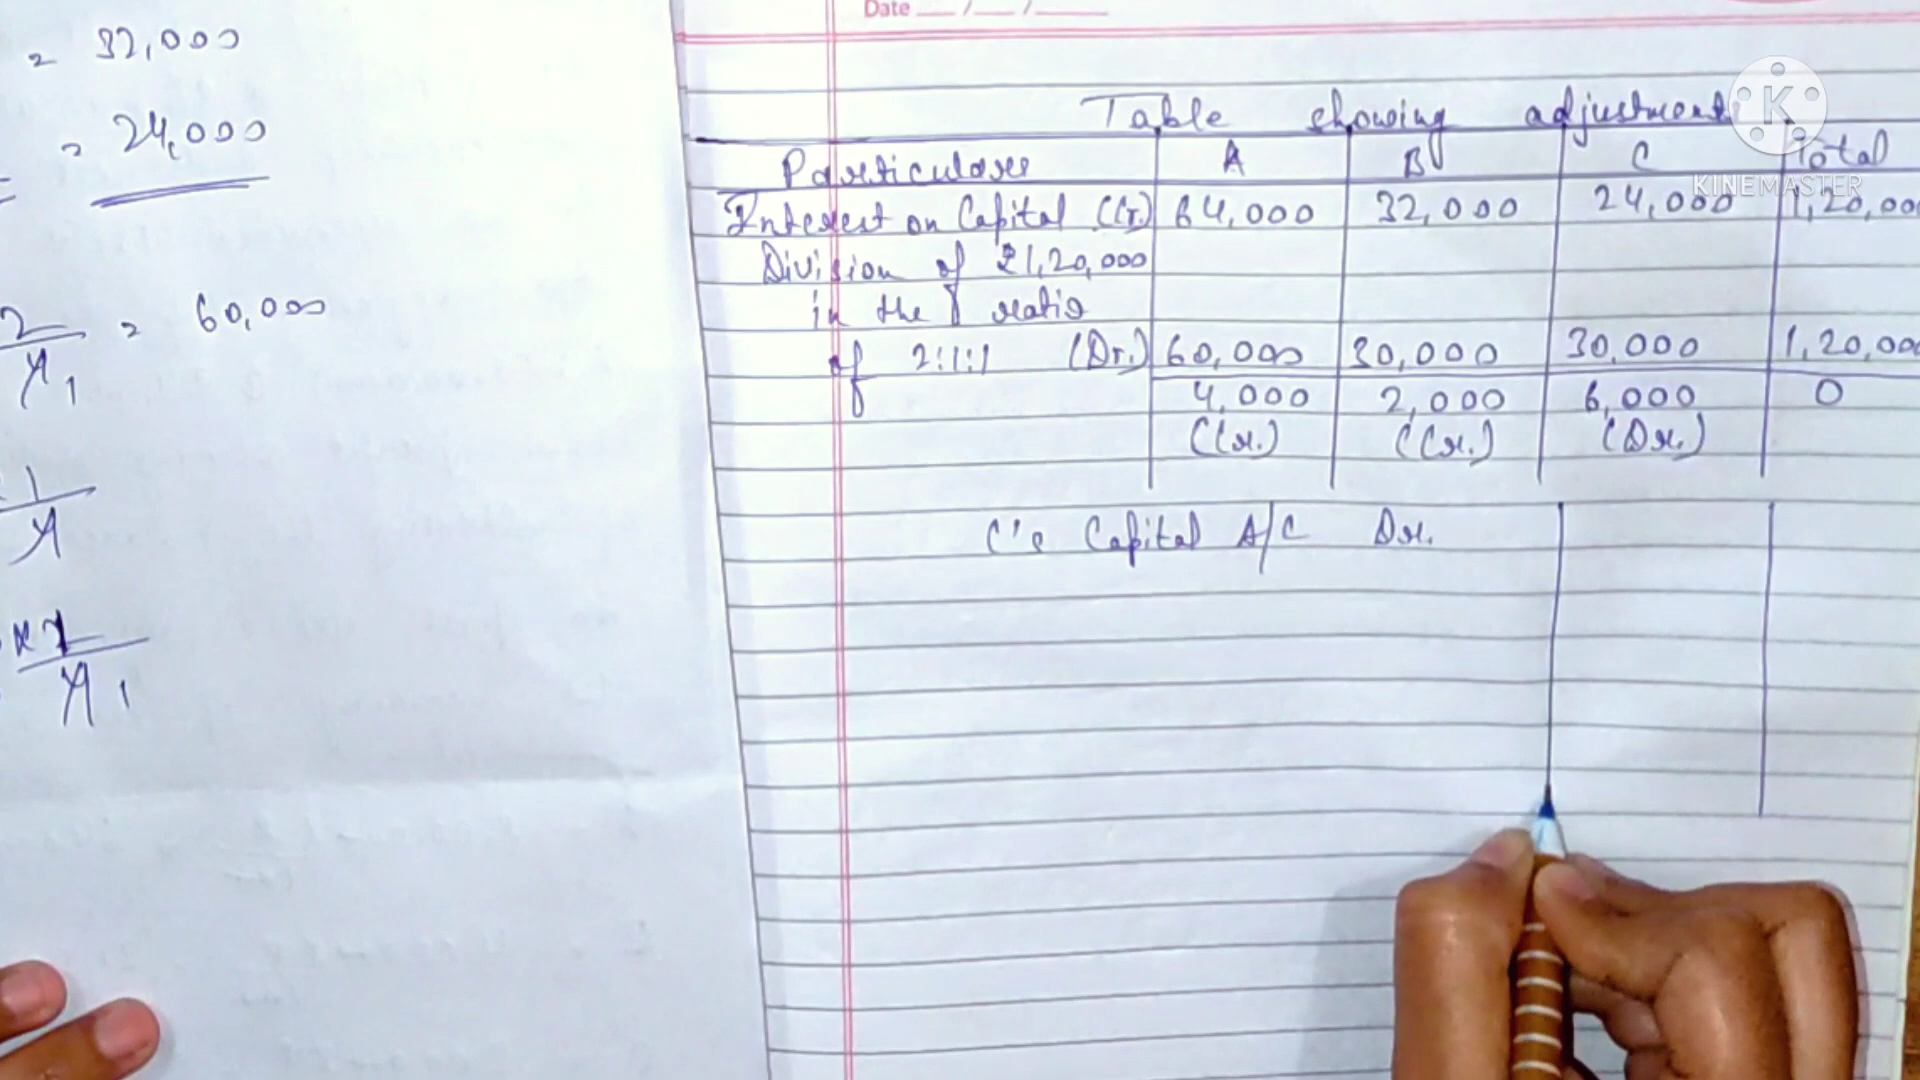 = 32,000
= 24,000
2/4 1 = 60,000
1/4
Date __/__/____
K
KINEMASTER
Table showing adjustment
Particulars A B C Total
Interest on Capital (Cr.) 64,000 32,000 24,000 1,20,000
Division of ₹1,20,000
in the ratio
of 2:1:1 (Dr.) 60,000 30,000 30,000 1,20,000
4,000 2,000 6,000 0
(Cr.) (Cr.) (Dr.)
C's Capital A/C Dr.